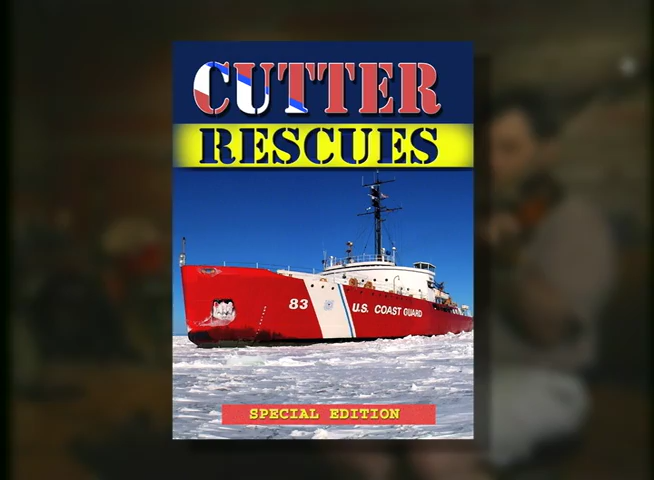 CUTTER
RESCUES
83 U.S. COAST GUARD
SPECIAL EDITION